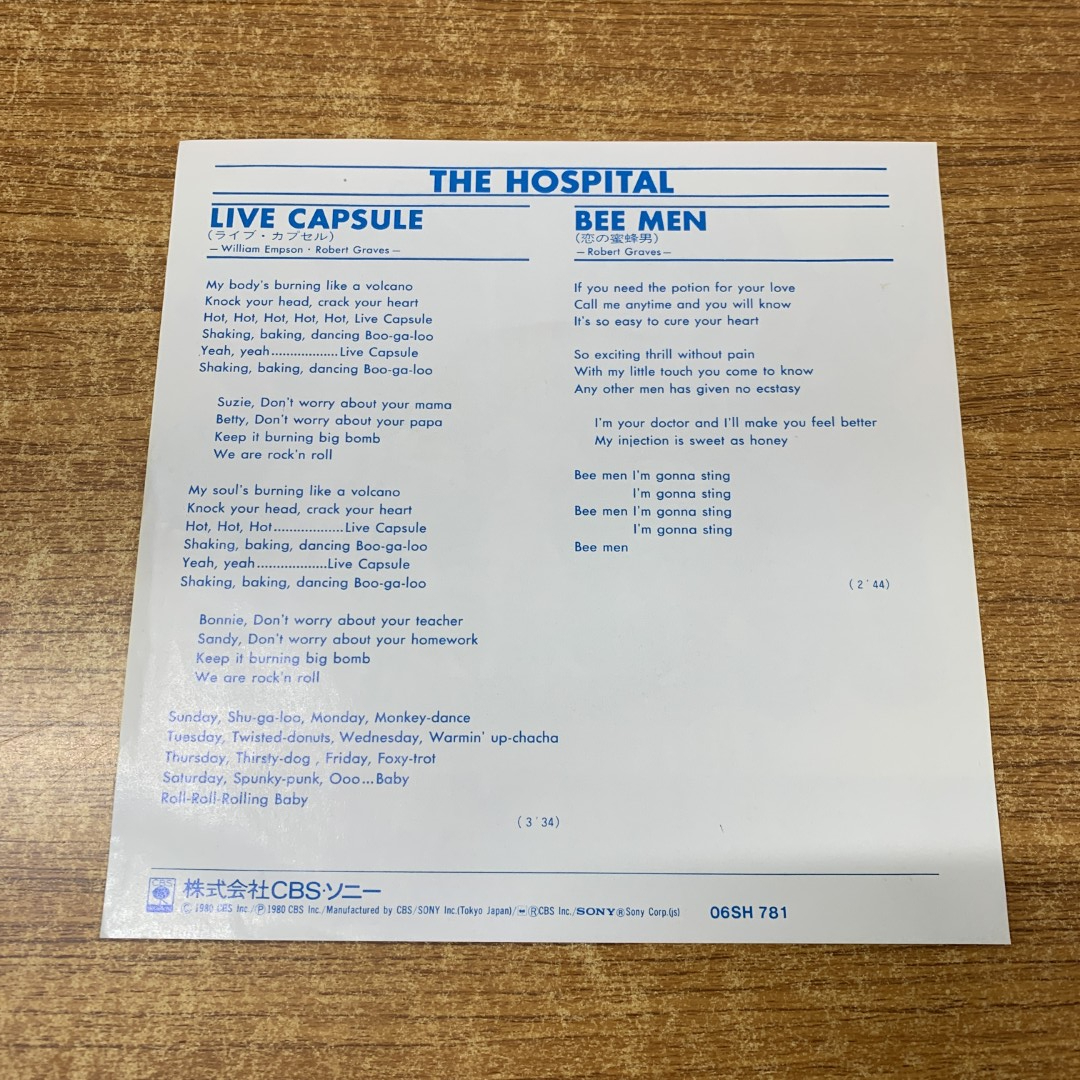 THE HOSPITAL
LIVE CAPSULE
（ライブ・カプセル）
— William Empson · Robert Graves —
My body's burning like a volcano
Knock your head, crack your heart
Hot, Hot, Hot, Hot, Hot, Live Capsule
Shaking, baking, dancing Boo-ga-loo
Yeah, yeah..................Live Capsule
Shaking, baking, dancing Boo-ga-loo
Suzie, Don't worry about your mama
Betty, Don't worry about your papa
Keep it burning big bomb
We are rock'n roll
My soul's burning like a volcano
Knock your head, crack your heart
Hot, Hot, Hot..................Live Capsule
Shaking, baking, dancing Boo-ga-loo
Yeah, yeah..................Live Capsule
Shaking, baking, dancing Boo-ga-loo
Bonnie, Don't worry about your teacher
Sandy, Don't worry about your homework
Keep it burning big bomb
We are rock'n roll
Sunday, Shu-ga-loo, Monday, Monkey-dance
Tuesday, Twisted-donuts, Wednesday, Warmin' up-chacha
Thursday, Thirsty-dog , Friday, Foxy-trot
Saturday, Spunky-punk, Ooo...Baby
Roll-Roll-Rolling Baby
(3'34)
BEE MEN
（恋の蜜蜂男）
— Robert Graves —
If you need the potion for your love
Call me anytime and you will know
It's so easy to cure your heart
So exciting thrill without pain
With my little touch you come to know
Any other men has given no ecstasy
I'm your doctor and I'll make you feel better
My injection is sweet as honey
Bee men I'm gonna sting
I'm gonna sting
Bee men I'm gonna sting
I'm gonna sting
Bee men
(2'44)
CBS 株式会社CBS・ソニー
Ⓒ 1980 CBS Inc./Ⓟ 1980 CBS Inc./Manufactured by CBS/SONY Inc.(Tokyo Japan)/®CBS Inc./SONY®Sony Corp.(js) 06SH 781